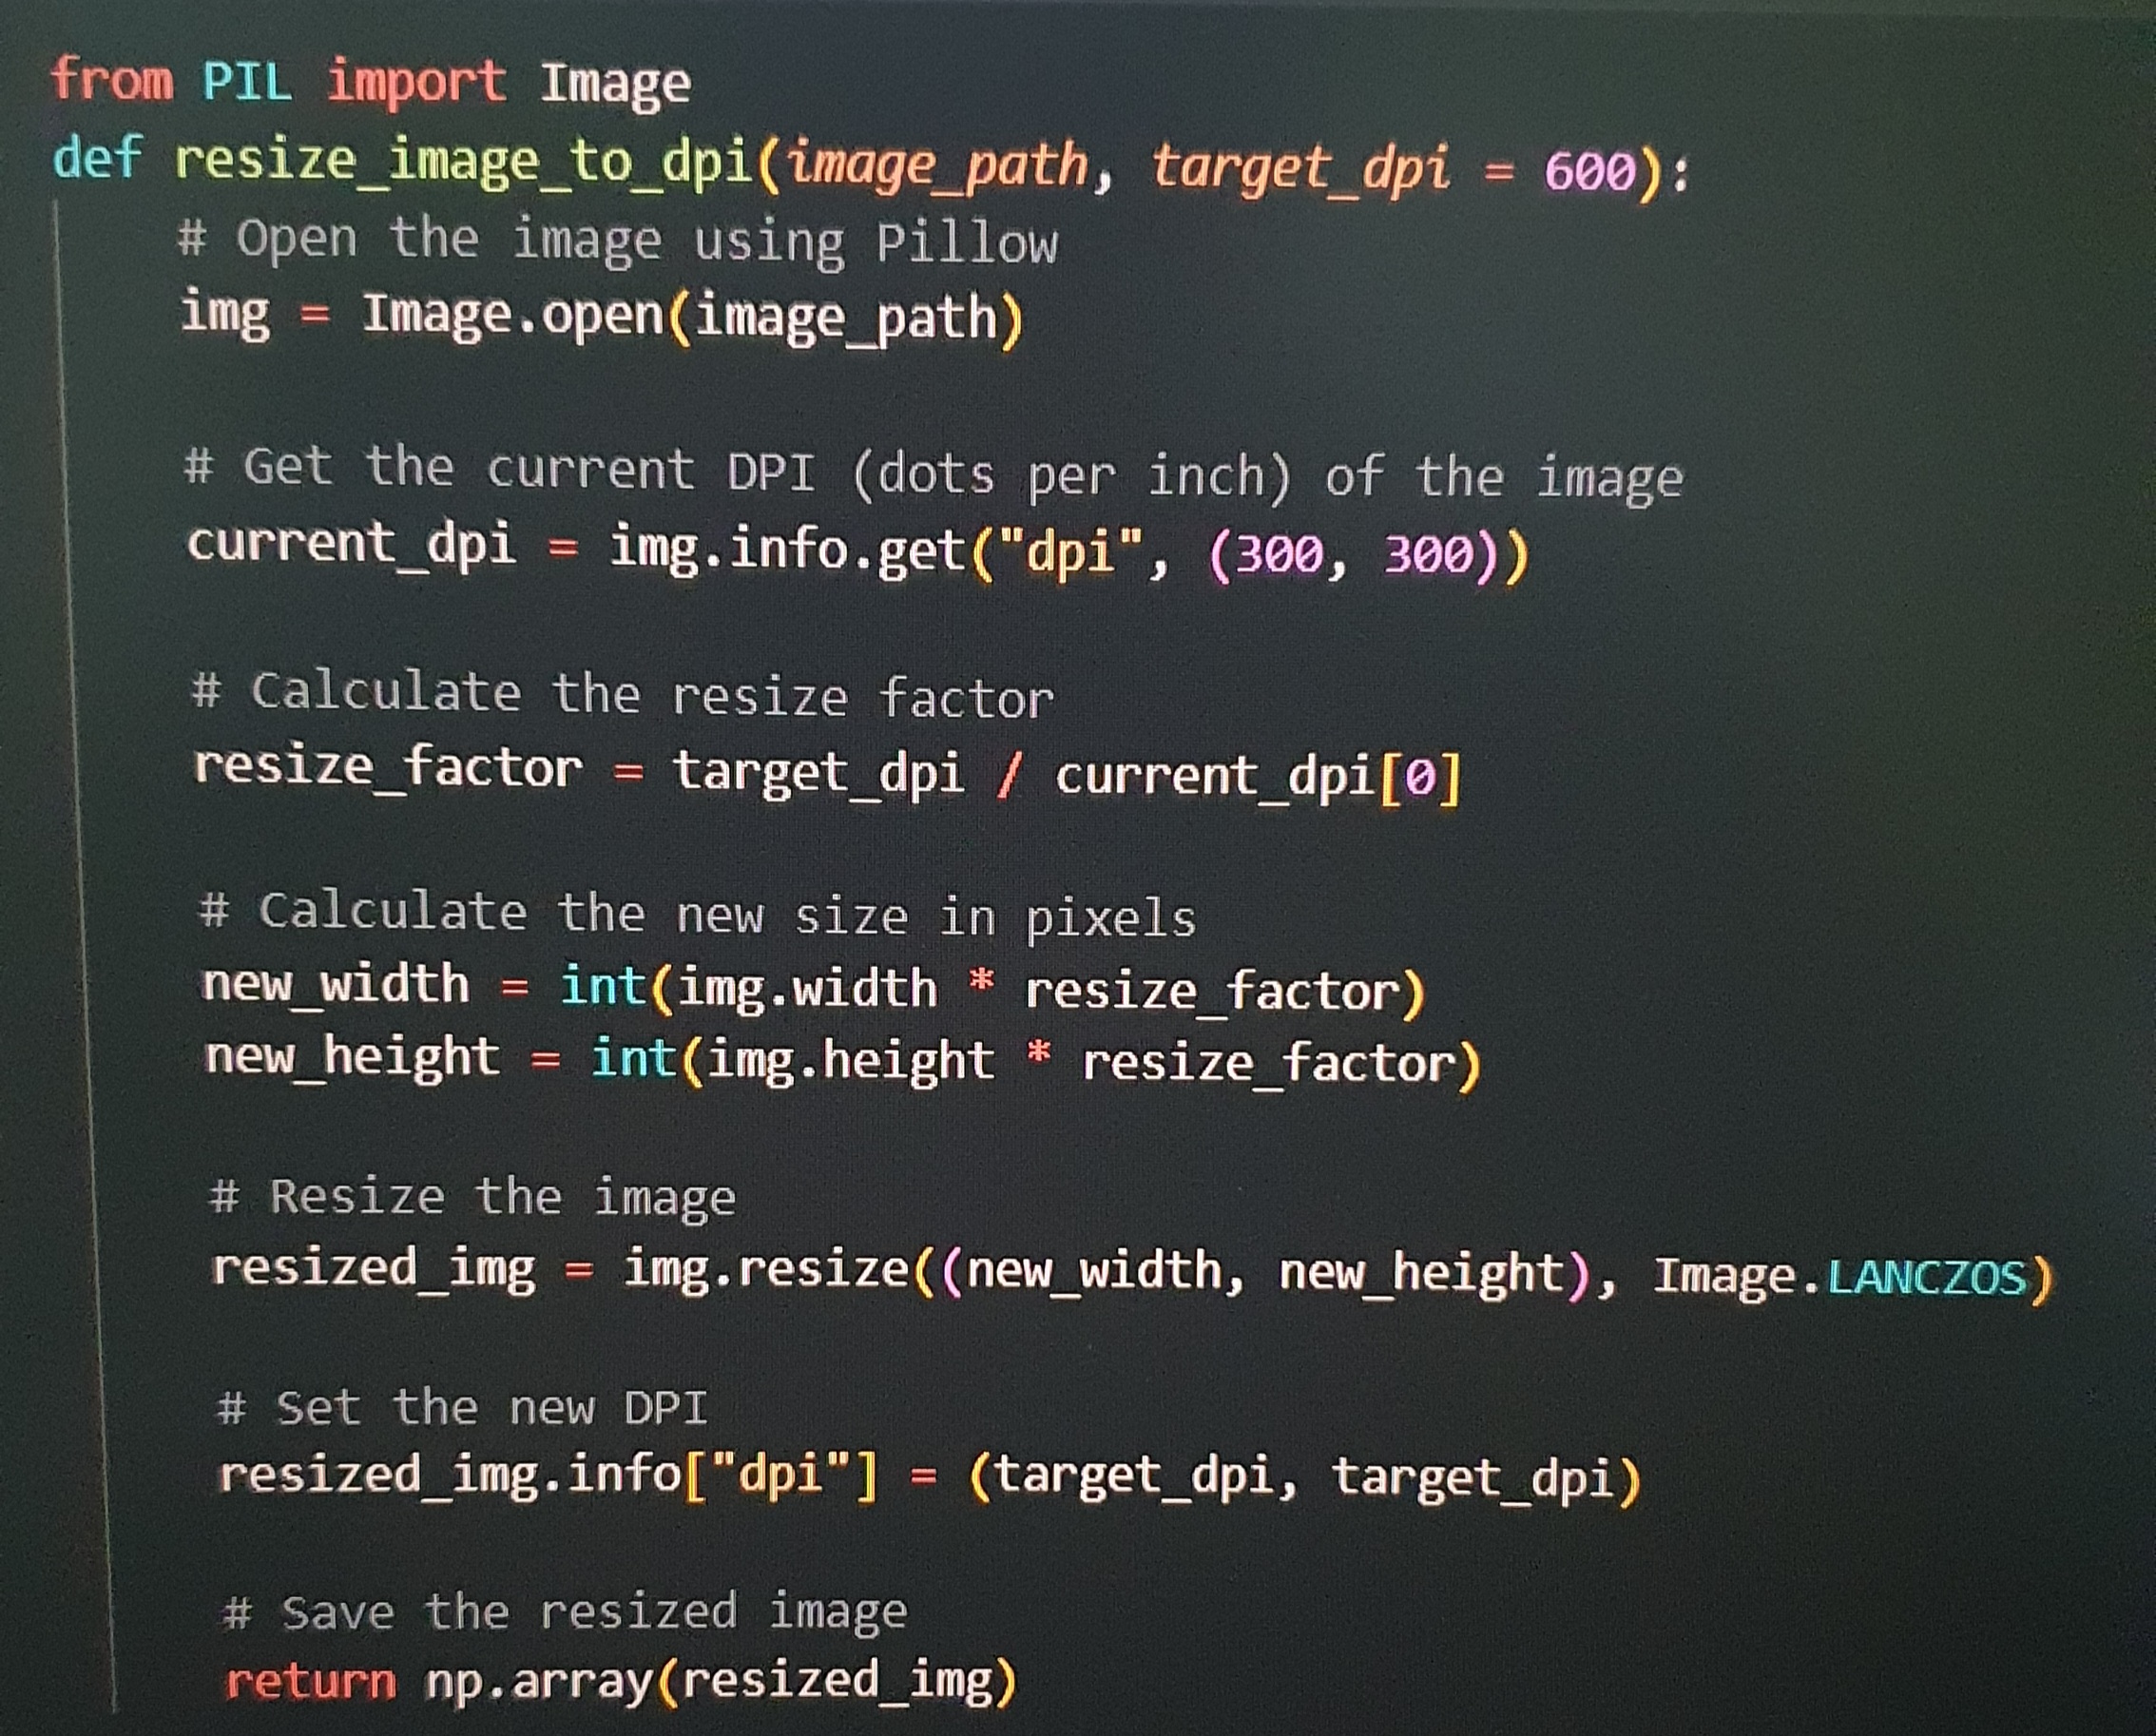 from PIL import Image
def resize_image_to_dpi(image_path, target_dpi = 600):
# Open the image using Pillow
img = Image.open(image_path)
# Get the current DPI (dots per inch) of the image
current_dpi = img.info.get("dpi", (300, 300))
# Calculate the resize factor
resize_factor = target_dpi / current_dpi[0]
# Calculate the new size in pixels
new_width = int(img.width * resize_factor)
new_height = int(img.height * resize_factor)
# Resize the image
resized_img = img.resize((new_width, new_height), Image.LANCZOS)
# Set the new DPI
resized_img.info["dpi"] = (target_dpi, target_dpi)
# Save the resized image
return np.array(resized_img)